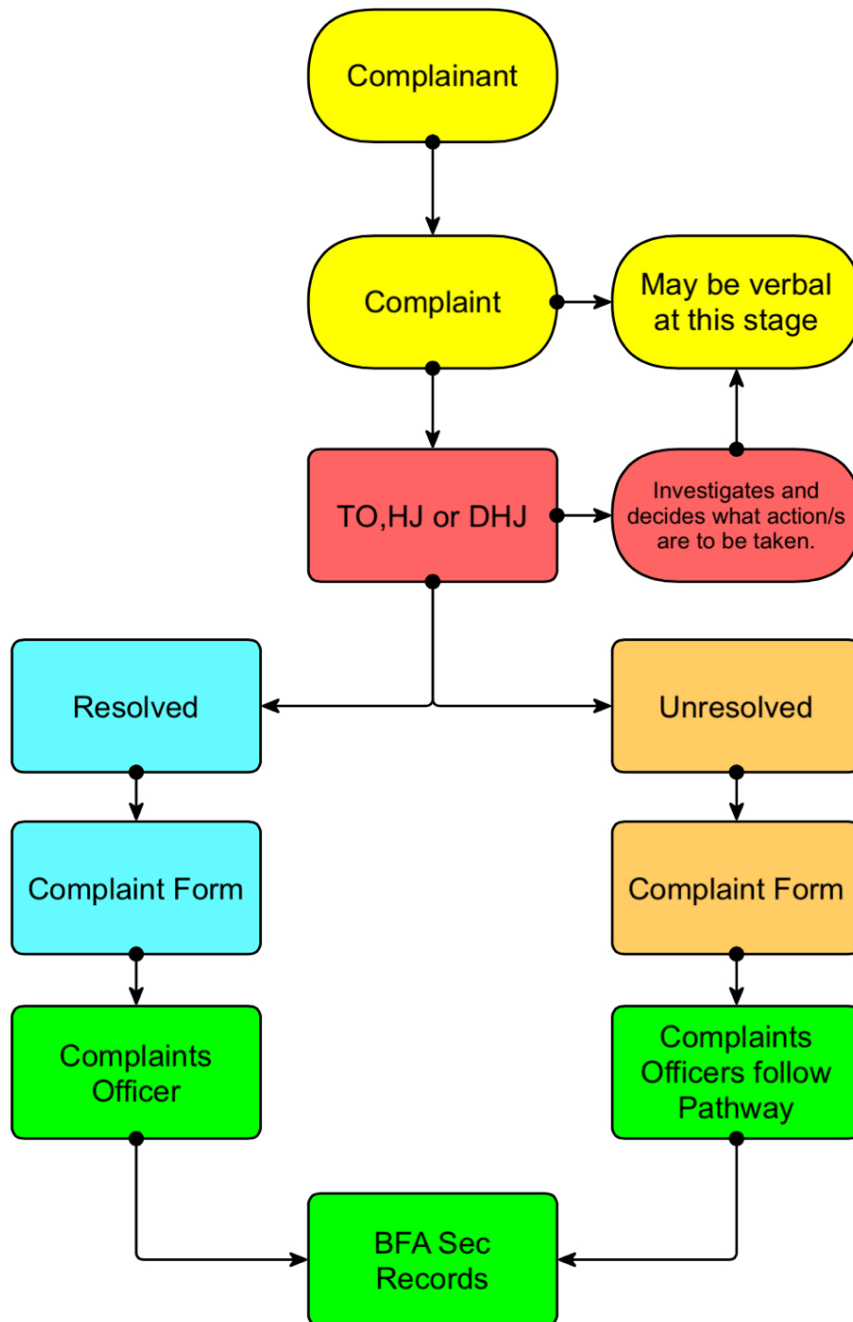 Complainant
Complaint
May be verbal
at this stage
TO,HJ or DHJ
Investigates and
decides what action/s
are to be taken.
Resolved
Unresolved
Complaint Form
Complaint Form
Complaints
Officer
Complaints
Officers follow
Pathway
BFA Sec
Records